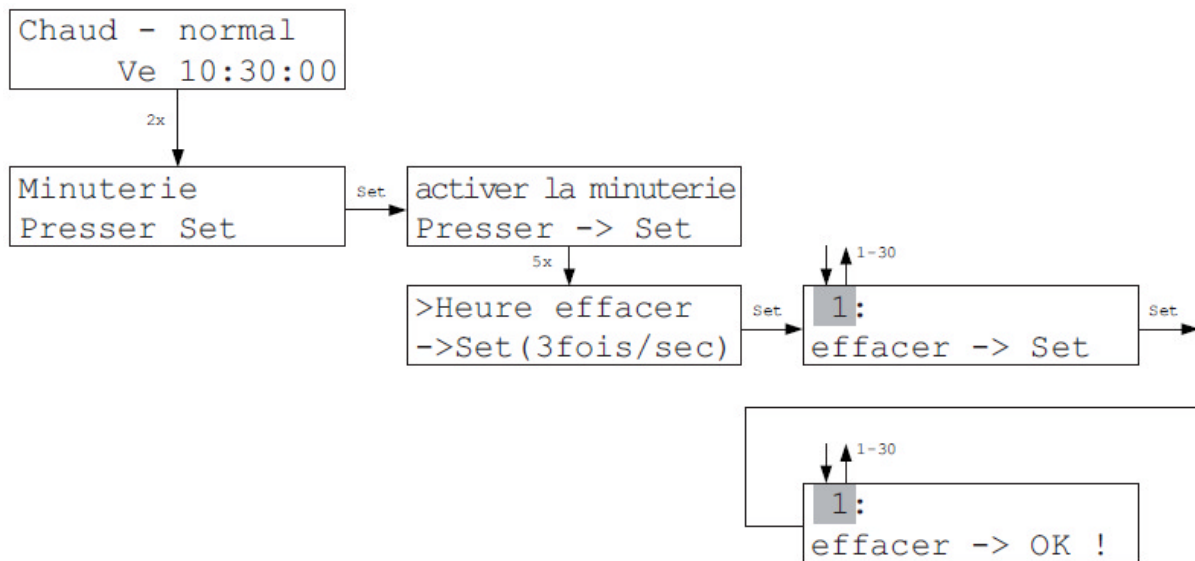 Chaud - normal
Ve 10:30:00
2x
Minuterie
Presser Set
Set
activer la minuterie
Presser -> Set
5x
>Heure effacer
->Set(3fois/sec)
Set
1-30
1:
effacer -> Set
Set
1-30
1:
effacer -> OK !